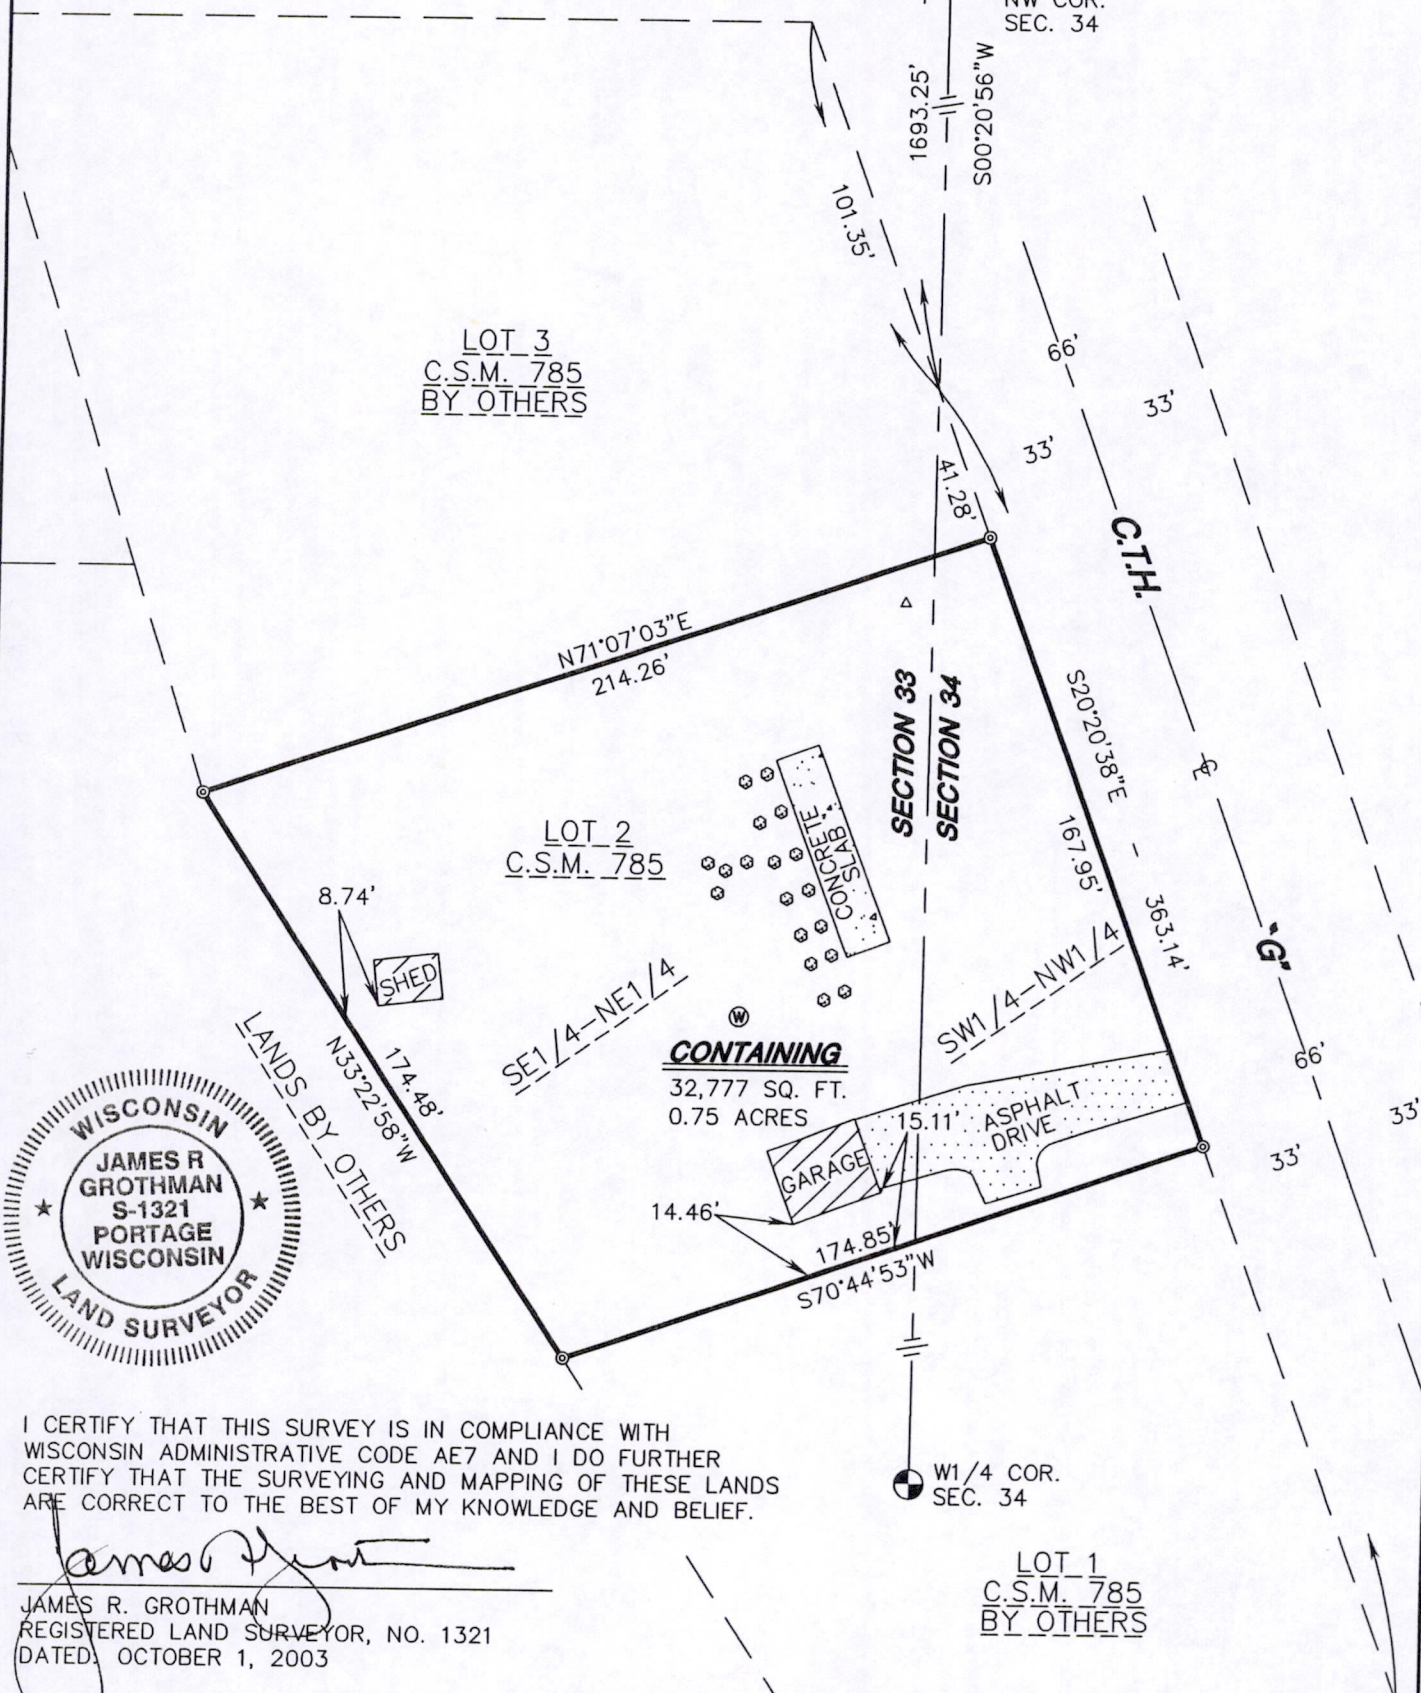 NW COR.
SEC. 34
1693.25'
S00°20'56"W
101.35'
LOT 3
C.S.M. 785
BY OTHERS
66'
33'
33'
41.28'
C.T.H.
N71°07'03"E
214.26'
SECTION 33
SECTION 34
S20°20'38"E - 363.14'
167.95'
LOT 2
C.S.M. 785
CONCRETE
SLAB
8.74'
SHED
"G"
SE1/4-NE1/4
SW1/4-NW1/4
W
CONTAINING
32,777 SQ. FT.
0.75 ACRES
LANDS BY OTHERS
N33°22'58"W
174.48'
66'
33'
33'
15.11'
ASPHALT
DRIVE
GARAGE
14.46'
174.85'
S70°44'53"W
WISCONSIN
JAMES R
GROTHMAN
S-1321
PORTAGE
WISCONSIN
LAND SURVEYOR
I CERTIFY THAT THIS SURVEY IS IN COMPLIANCE WITH
WISCONSIN ADMINISTRATIVE CODE AE7 AND I DO FURTHER
CERTIFY THAT THE SURVEYING AND MAPPING OF THESE LANDS
ARE CORRECT TO THE BEST OF MY KNOWLEDGE AND BELIEF.
W1/4 COR.
SEC. 34
JAMES R. GROTHMAN
REGISTERED LAND SURVEYOR, NO. 1321
DATED: OCTOBER 1, 2003
LOT 1
C.S.M. 785
BY OTHERS